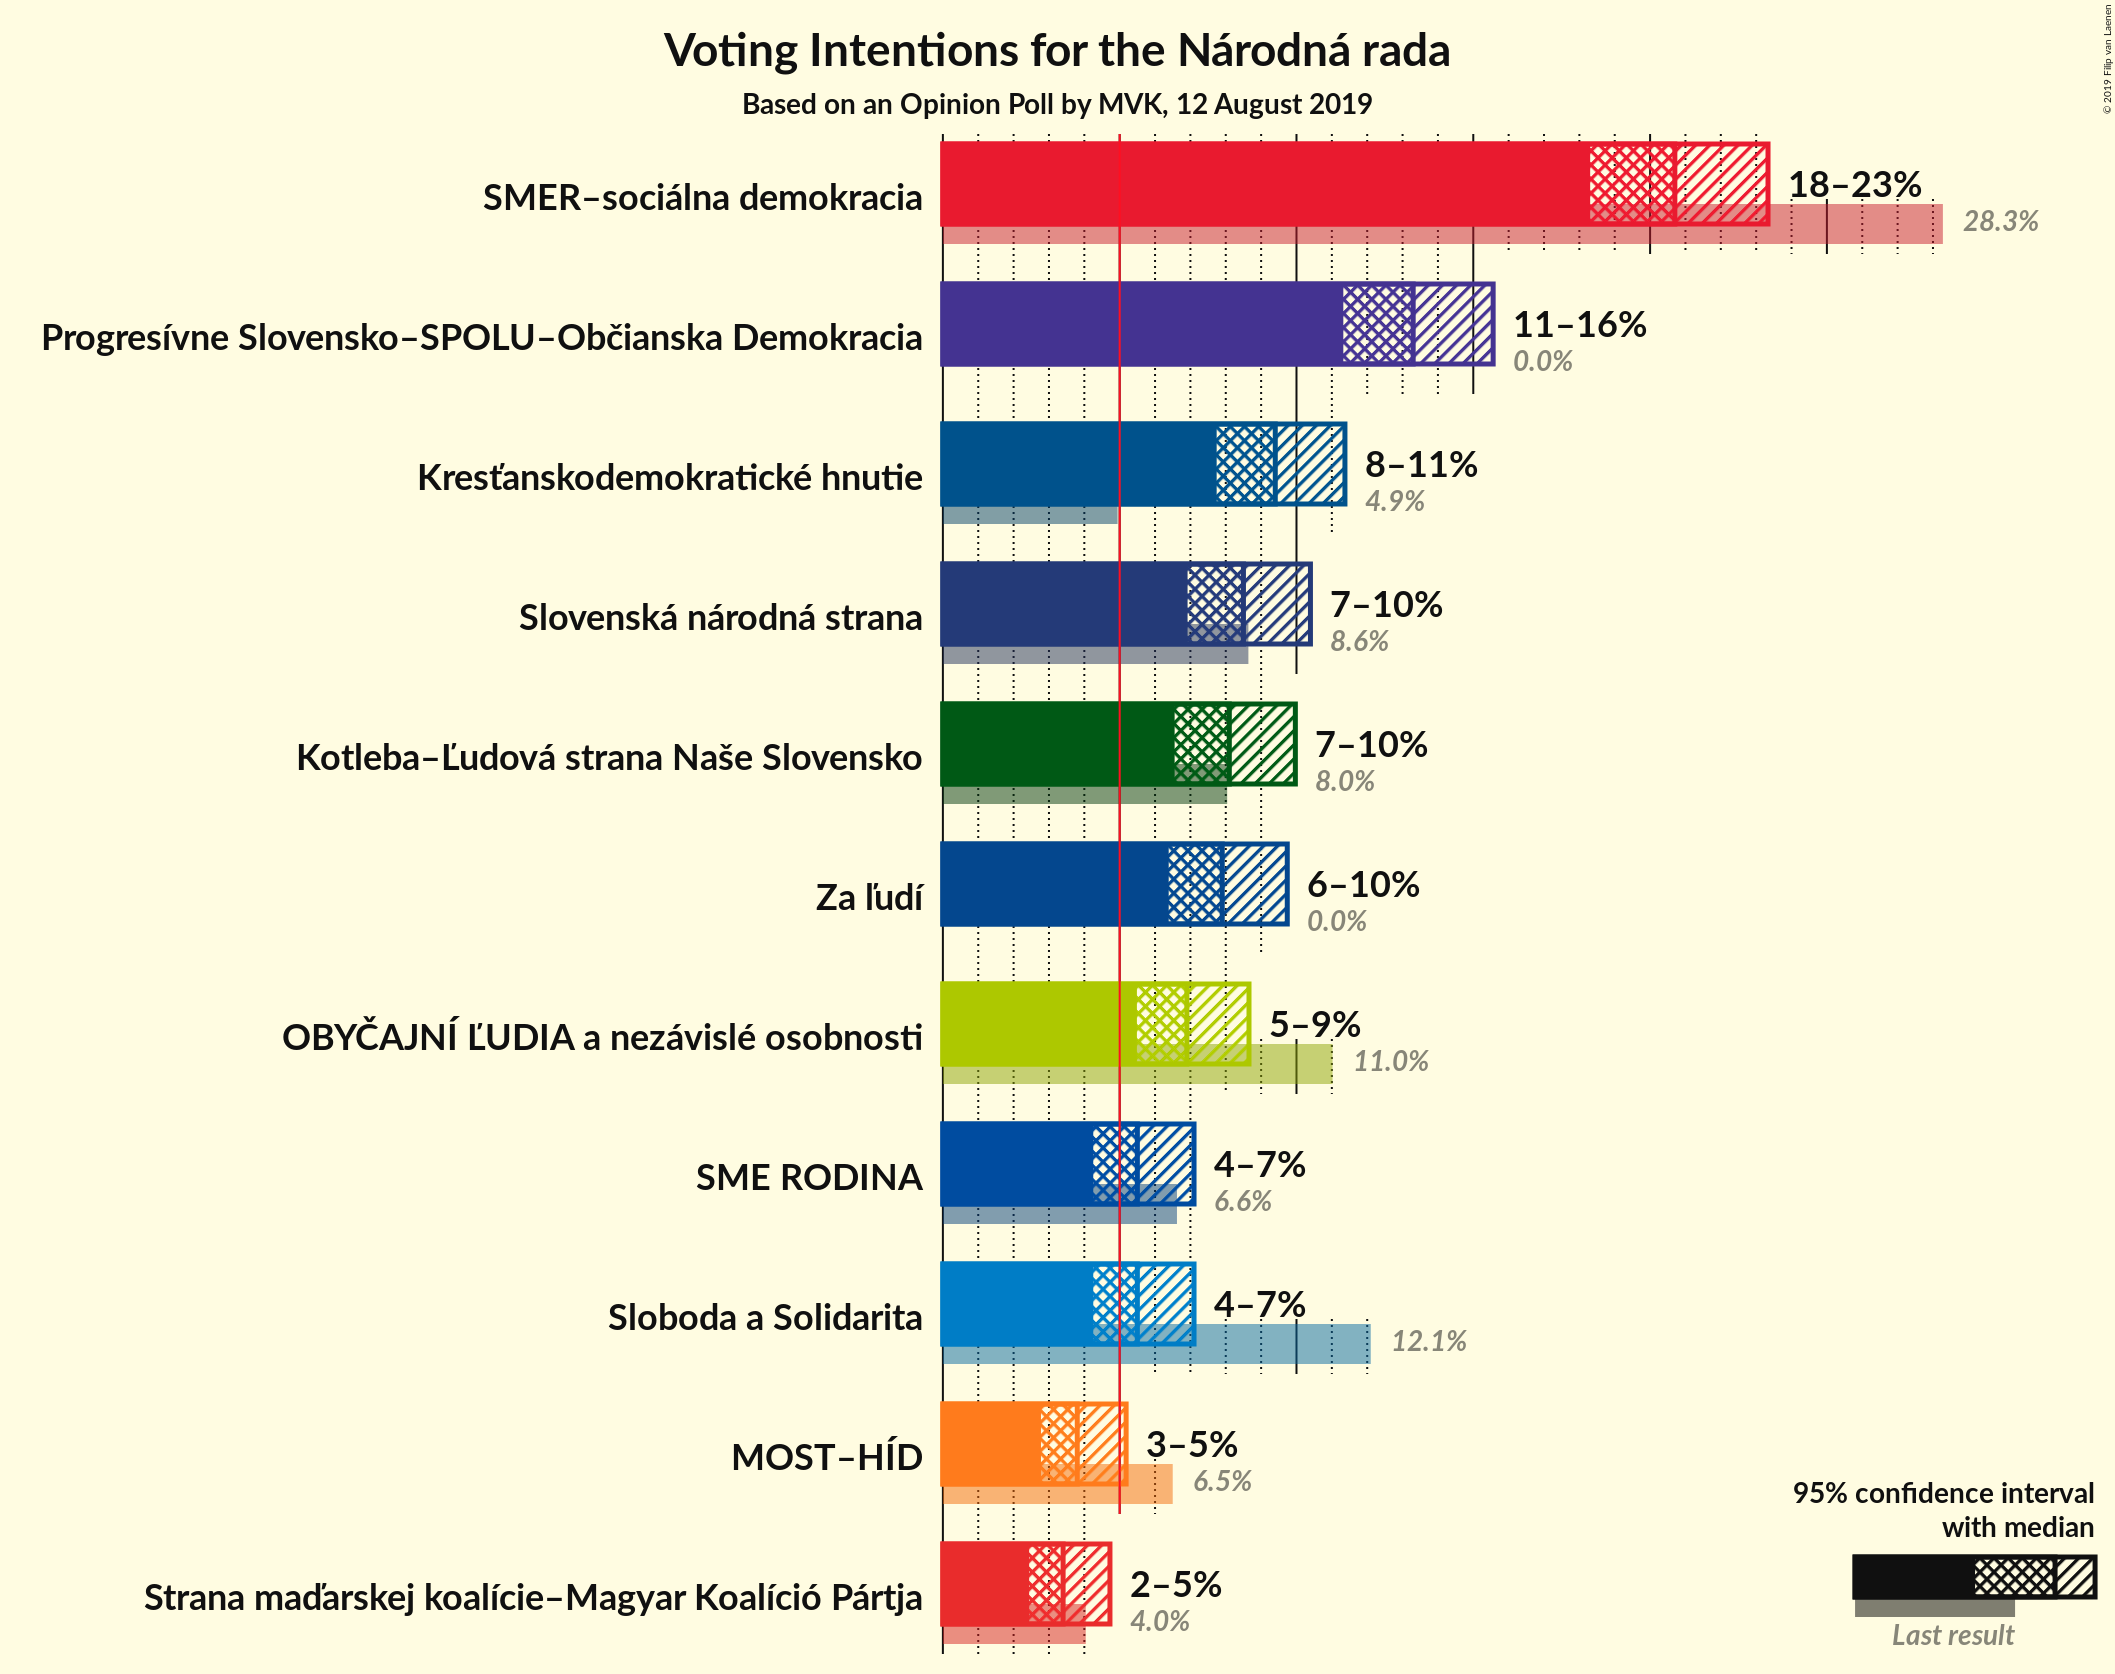 Voting Intentions for the Národná rada
Based on an Opinion Poll by MVK, 12 August 2019
© 2019 Filip van Laenen
SMER–sociálna demokracia
18–23%
28.3%
Progresívne Slovensko–SPOLU–Občianska Demokracia
11–16%
0.0%
Kresťanskodemokratické hnutie
8–11%
4.9%
Slovenská národná strana
7–10%
8.6%
Kotleba–Ľudová strana Naše Slovensko
7–10%
8.0%
Za ľudí
6–10%
0.0%
OBYČAJNÍ ĽUDIA a nezávislé osobnosti
5–9%
11.0%
SME RODINA
4–7%
6.6%
Sloboda a Solidarita
4–7%
12.1%
MOST–HÍD
3–5%
6.5%
Strana maďarskej koalície–Magyar Koalíció Pártja
2–5%
4.0%
95% confidence interval
with median
Last result